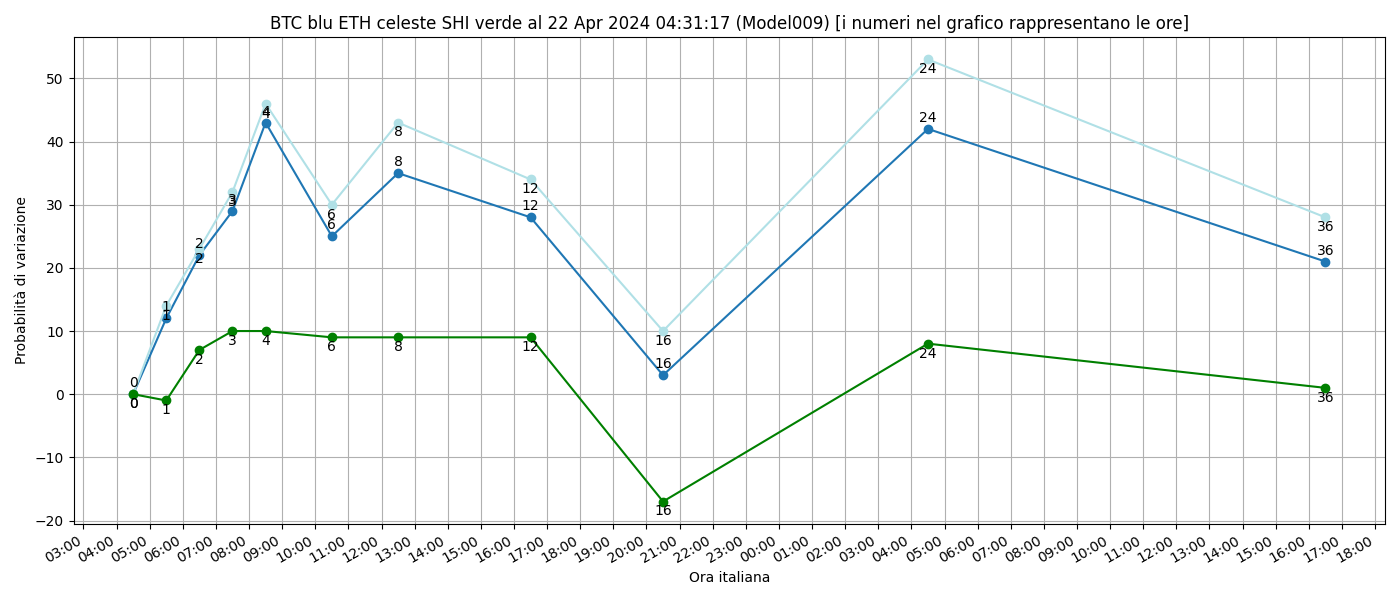 BTC blu ETH celeste SHI verde al 22 Apr 2024 04:31:17 (Model009) [i numeri nel grafico rappresentano le ore]
Probabilità di variazione
50
40
30
20
10
0
−10
−20
0 1 2 3 4 6 8 12 16 24 36
0 1 2 3 4 6 8 12 16 24 36
0 1 2 3 4 6 8 12 16 24 36
03:00 04:00 05:00 06:00 07:00 08:00 09:00 10:00 11:00 12:00 13:00 14:00 15:00 16:00 17:00 18:00 19:00 20:00 21:00 22:00 23:00 00:00 01:00 02:00 03:00 04:00 05:00 06:00 07:00 08:00 09:00 10:00 11:00 12:00 13:00 14:00 15:00 16:00 17:00 18:00
Ora italiana